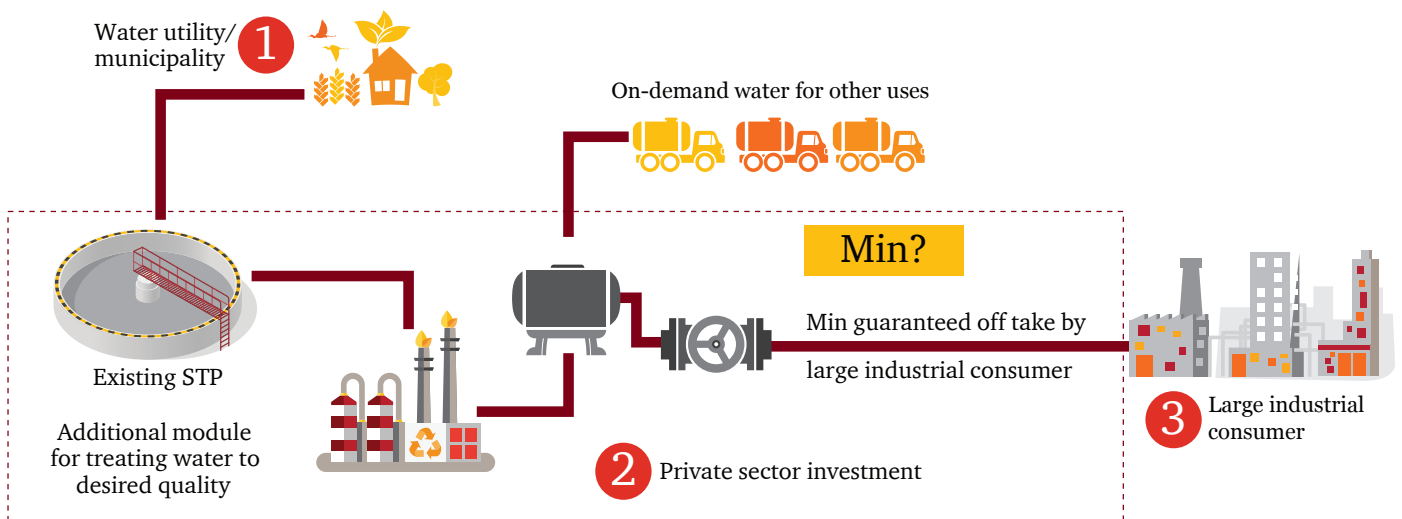 Water utility/
municipality
1
On-demand water for other uses
Min?
Min guaranteed off take by
large industrial consumer
Existing STP
Additional module
for treating water to
desired quality
2
Private sector investment
3
Large industrial
consumer